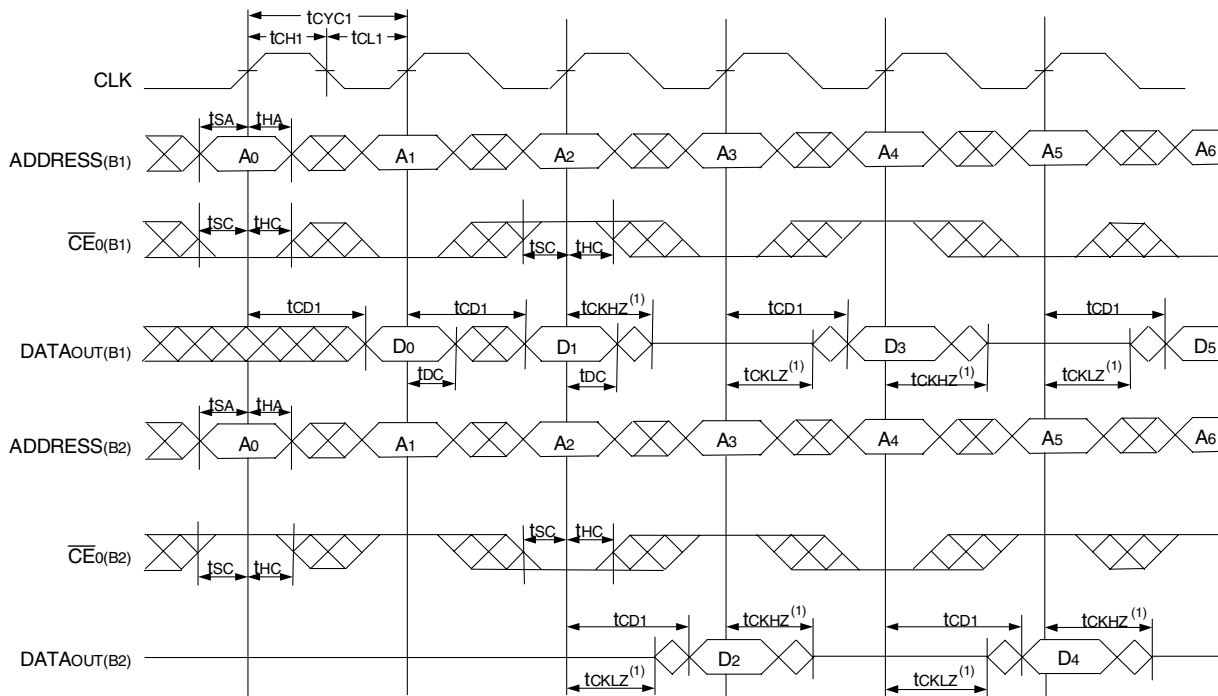 tCYC1
tCH1 tCL1
CLK
tSA tHA
ADDRESS(B1) A0 A1 A2 A3 A4 A5 A6
tSC tHC
CE0(B1) tSC tHC
tCD1 tCD1 tCKHZ(1) tCD1 tCD1
DATAOUT(B1) D0 D1 D3 D5
tDC tDC tCKLZ(1) tCKHZ(1) tCKLZ(1)
tSA tHA
ADDRESS(B2) A0 A1 A2 A3 A4 A5 A6
tSC tHC
CE0(B2)
tSC tHC
tCD1 tCKHZ(1) tCD1 tCKHZ(1)
DATAOUT(B2) D2 D4
tCKLZ(1) tCKLZ(1)